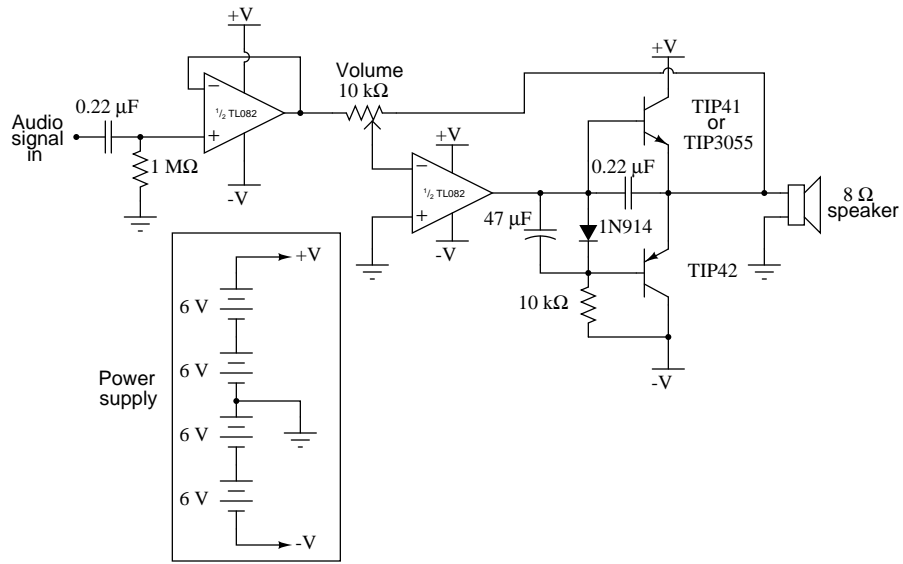 +V
+V
Volume
10 kΩ
−
½ TL082
+
0.22 µF
Audio
signal
in
1 MΩ
-V
TIP41
or
TIP3055
+V
−
½ TL082
+
-V
0.22 µF
47 µF
1N914
8 Ω
speaker
TIP42
10 kΩ
-V
+V
6 V
6 V
Power
supply
6 V
6 V
-V